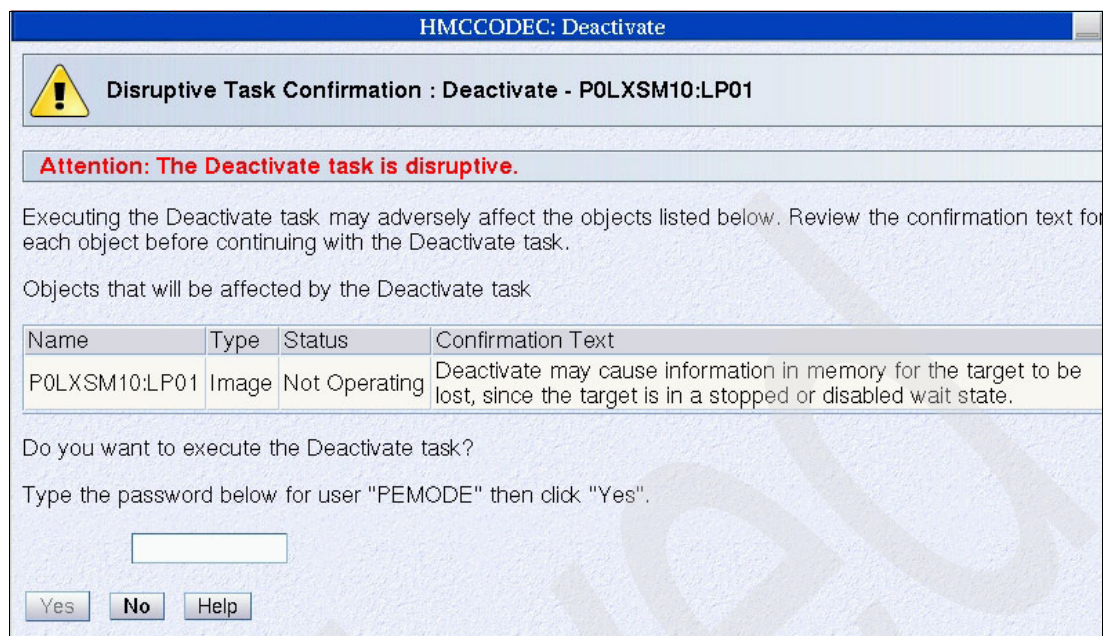 HMCCODEC: Deactivate
Disruptive Task Confirmation : Deactivate - P0LXSM10:LP01
Attention: The Deactivate task is disruptive.
Executing the Deactivate task may adversely affect the objects listed below. Review the confirmation text for
each object before continuing with the Deactivate task.
Objects that will be affected by the Deactivate task
Name Type Status Confirmation Text
P0LXSM10:LP01 Image Not Operating Deactivate may cause information in memory for the target to be
lost, since the target is in a stopped or disabled wait state.
Do you want to execute the Deactivate task?
Type the password below for user "PEMODE" then click "Yes".
Yes No Help